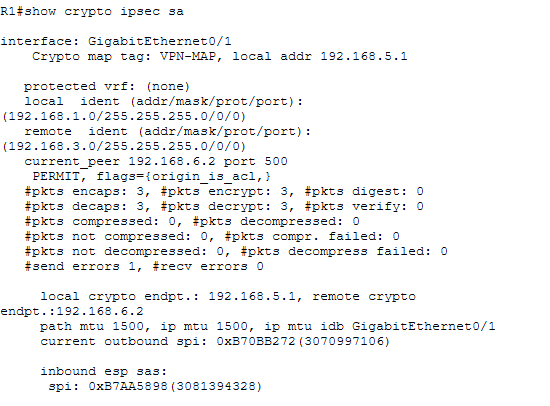 R1#show crypto ipsec sa
interface: GigabitEthernet0/1
Crypto map tag: VPN-MAP, local addr 192.168.5.1
protected vrf: (none)
local  ident (addr/mask/prot/port):
(192.168.1.0/255.255.255.0/0/0)
remote  ident (addr/mask/prot/port):
(192.168.3.0/255.255.255.0/0/0)
current_peer 192.168.6.2 port 500
PERMIT, flags={origin_is_acl,}
#pkts encaps: 3, #pkts encrypt: 3, #pkts digest: 0
#pkts decaps: 3, #pkts decrypt: 3, #pkts verify: 0
#pkts compressed: 0, #pkts decompressed: 0
#pkts not compressed: 0, #pkts compr. failed: 0
#pkts not decompressed: 0, #pkts decompress failed: 0
#send errors 1, #recv errors 0
local crypto endpt.: 192.168.5.1, remote crypto
endpt.:192.168.6.2
path mtu 1500, ip mtu 1500, ip mtu idb GigabitEthernet0/1
current outbound spi: 0xB70BB272(3070997106)
inbound esp sas:
spi: 0xB7AA5898(3081394328)